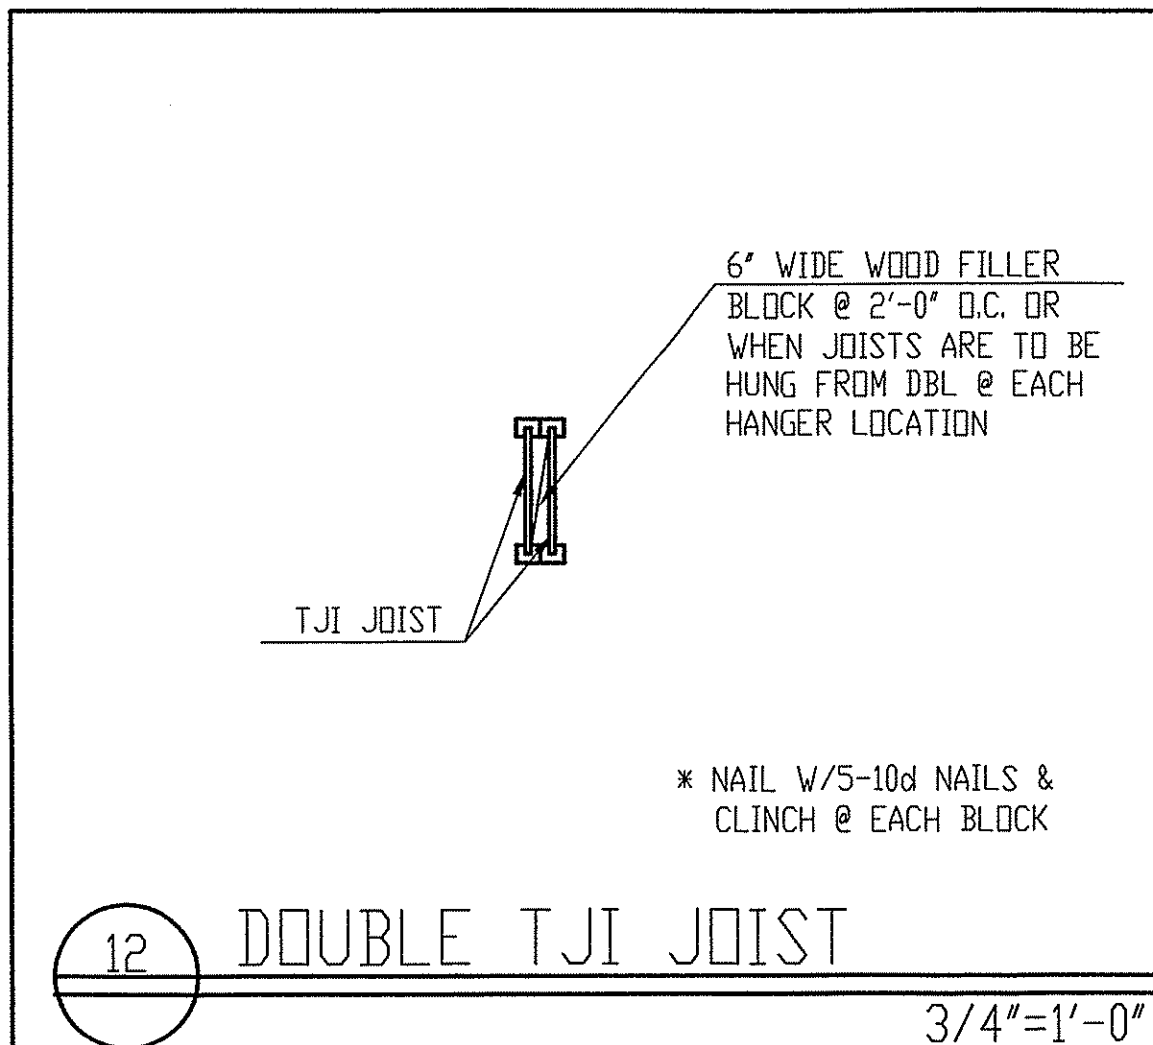 6" WIDE WOOD FILLER
BLOCK @ 2'-0" O.C. OR
WHEN JOISTS ARE TO BE
HUNG FROM DBL @ EACH
HANGER LOCATION
TJI JOIST
* NAIL W/5-10d NAILS &
CLINCH @ EACH BLOCK
12
DOUBLE TJI JOIST
3/4"=1'-0"